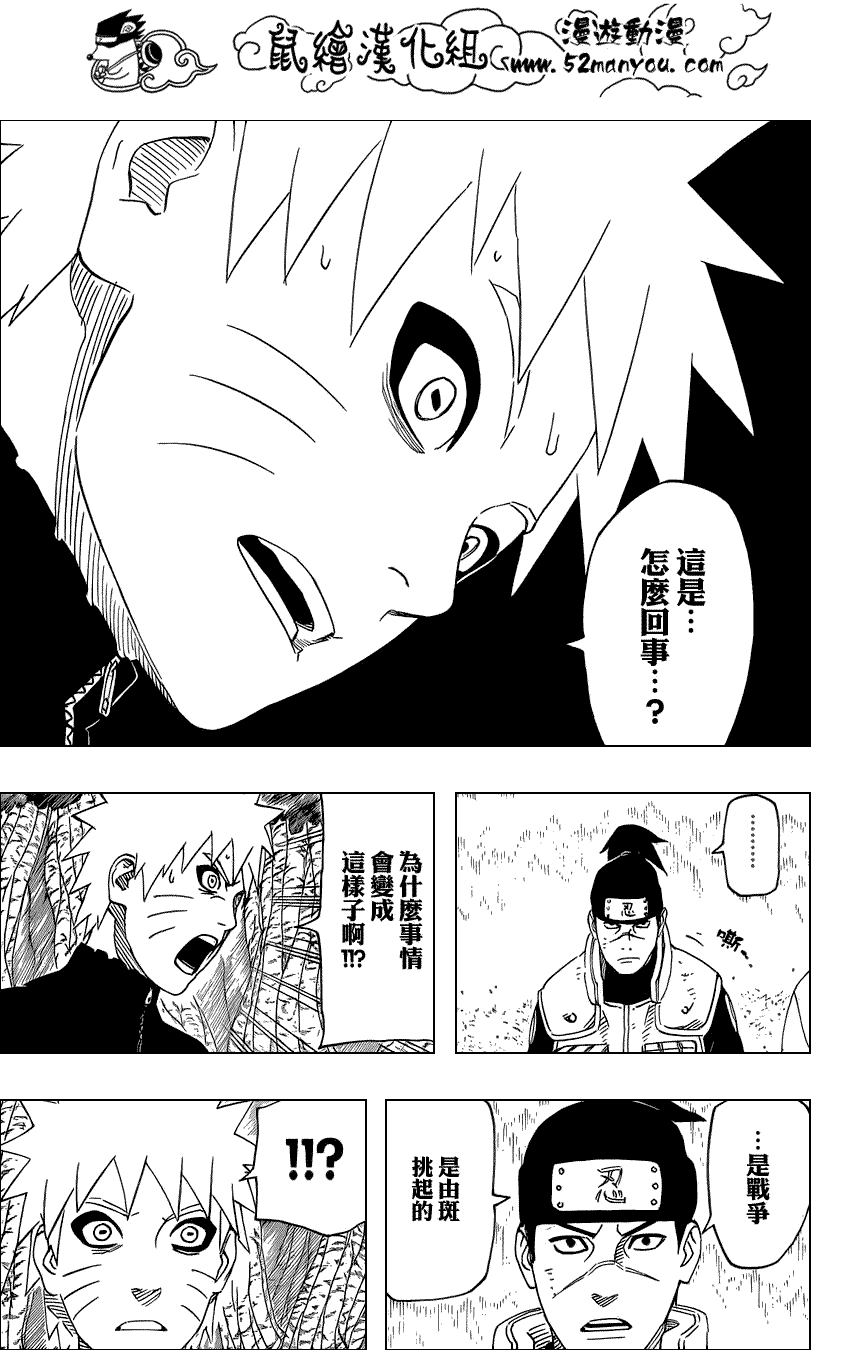 鼠繪漢化組
漫遊動漫
www.52manyou.com
這是…
怎麼回事…?
………
忍
嘶
為什麼事情
會變成
這樣子啊!!?
…是戰爭
忍
是由斑
挑起的
!!?